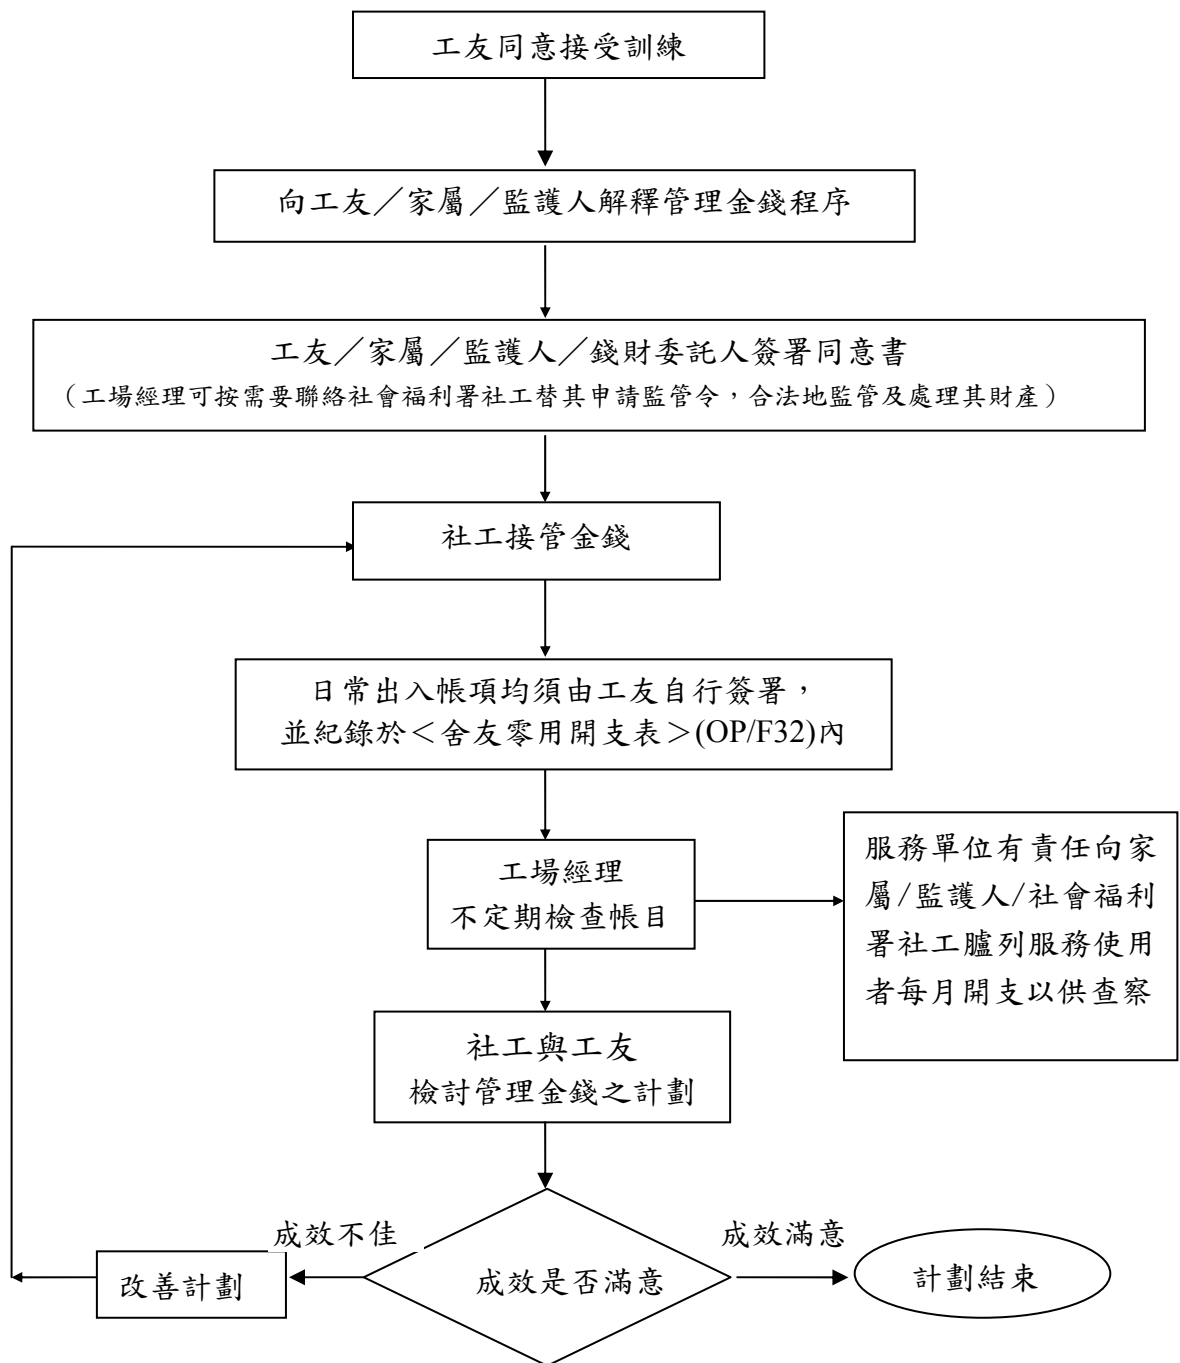 工友同意接受訓練
向工友／家屬／監護人解釋管理金錢程序
工友／家屬／監護人／錢財委託人簽署同意書
（工場經理可按需要聯絡社會福利署社工替其申請監管令，合法地監管及處理其財產）
社工接管金錢
日常出入帳項均須由工友自行簽署，
並紀錄於＜舍友零用開支表＞(OP/F32)內
工場經理
不定期檢查帳目
服務單位有責任向家
屬/監護人/社會福利
署社工臚列服務使用
者每月開支以供查察
社工與工友
檢討管理金錢之計劃
成效不佳
成效滿意
改善計劃
成效是否滿意
計劃結束